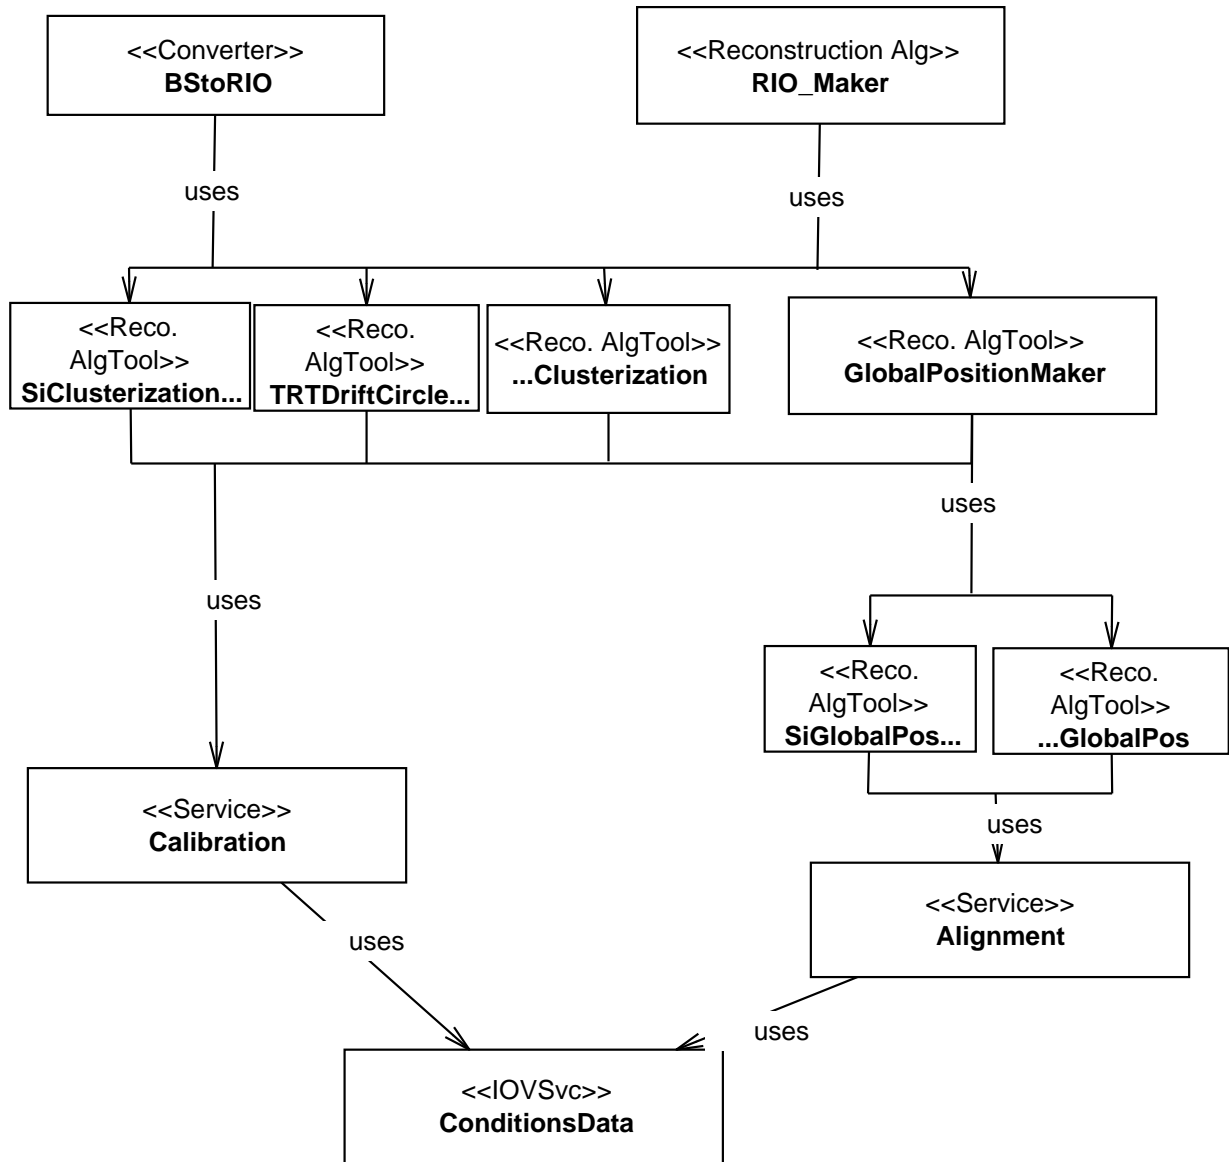 <<Converter>>
BStoRIO
<<Reconstruction Alg>>
RIO_Maker
uses
uses
<<Reco.
AlgTool>>
SiClusterization...
<<Reco.
AlgTool>>
TRTDriftCircle...
<<Reco. AlgTool>>
...Clusterization
<<Reco. AlgTool>>
GlobalPositionMaker
uses
uses
<<Reco.
AlgTool>>
SiGlobalPos...
<<Reco.
AlgTool>>
...GlobalPos
<<Service>>
Calibration
uses
<<Service>>
Alignment
uses
uses
<<IOVSvc>>
ConditionsData